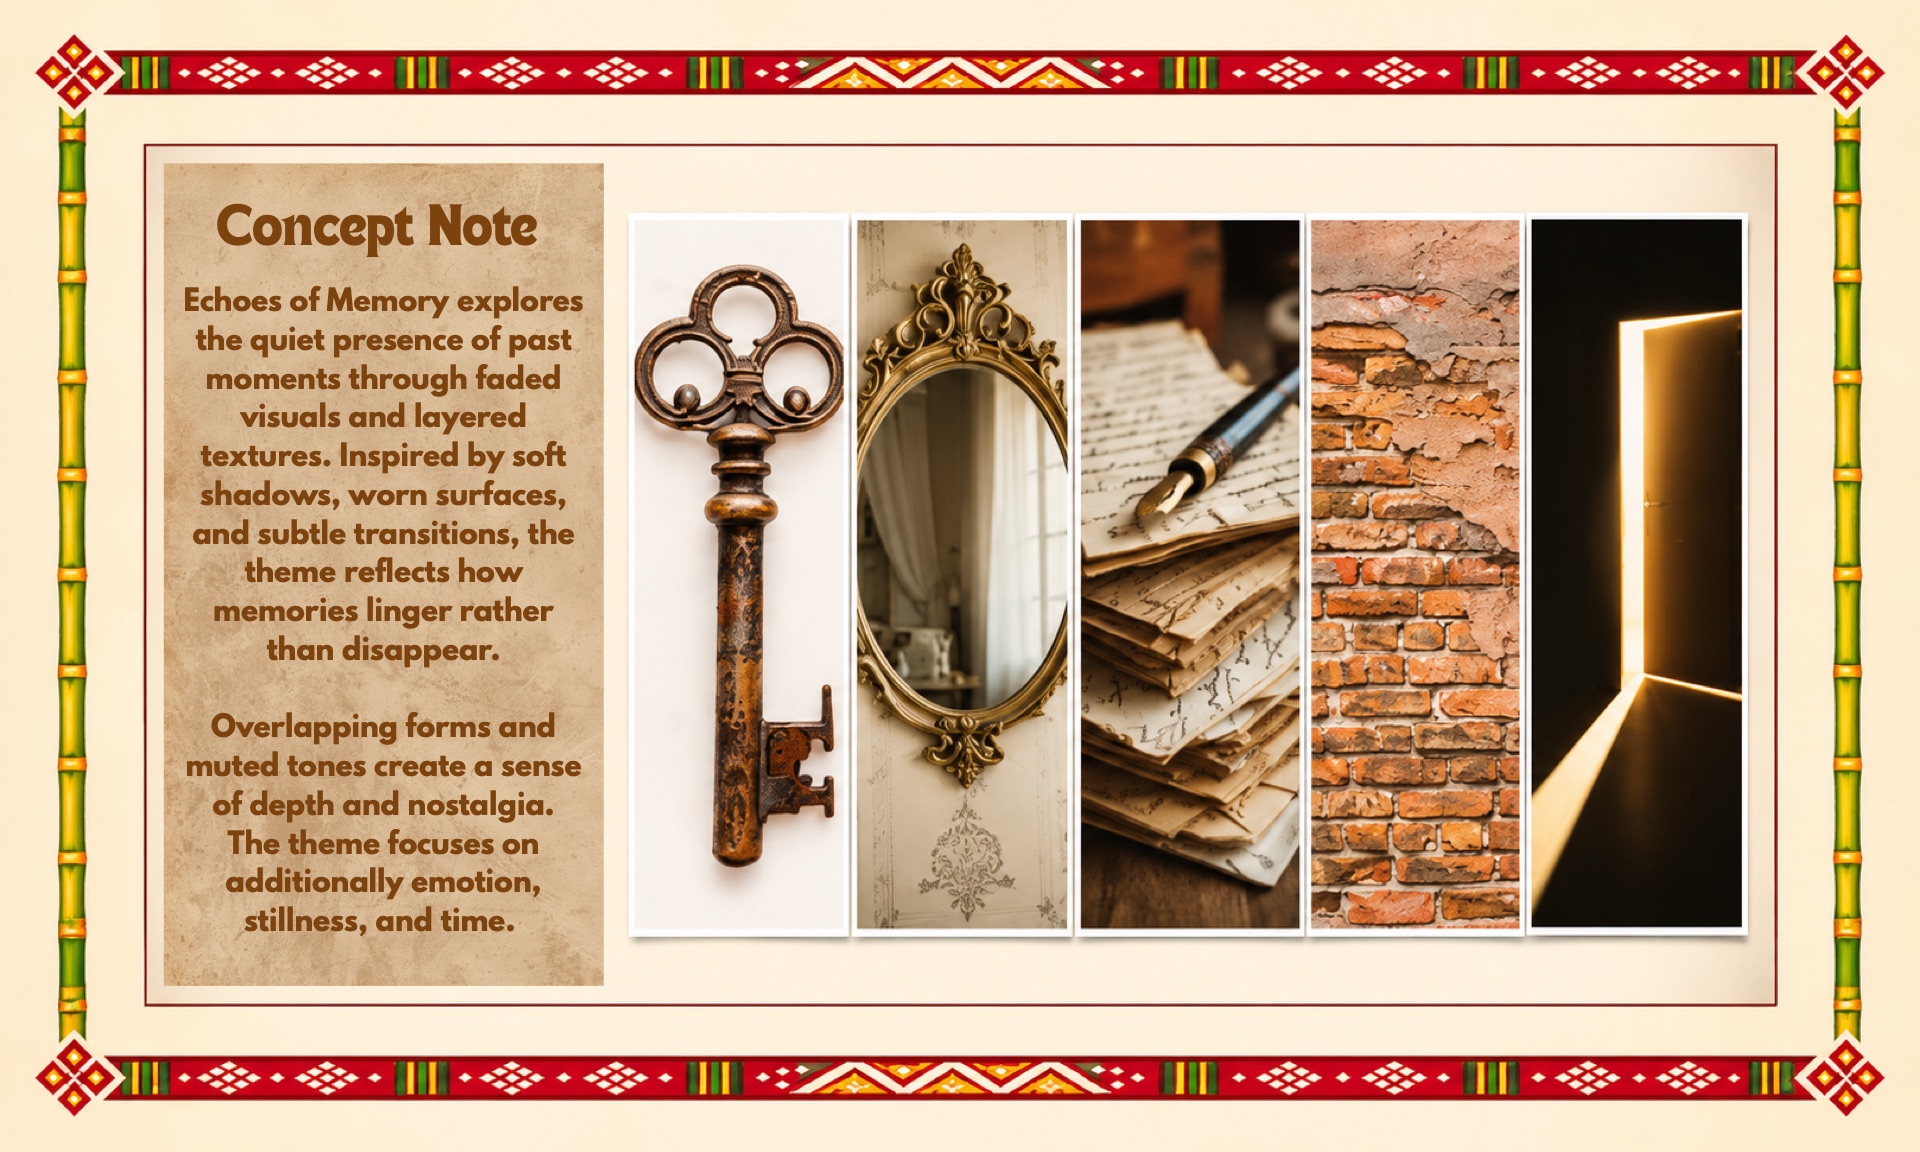 Concept Note
Echoes of Memory explores
the quiet presence of past
moments through faded
visuals and layered
textures. Inspired by soft
shadows, worn surfaces,
and subtle transitions, the
theme reflects how
memories linger rather
than disappear.
Overlapping forms and
muted tones create a sense
of depth and nostalgia.
The theme focuses on
additionally emotion,
stillness, and time.